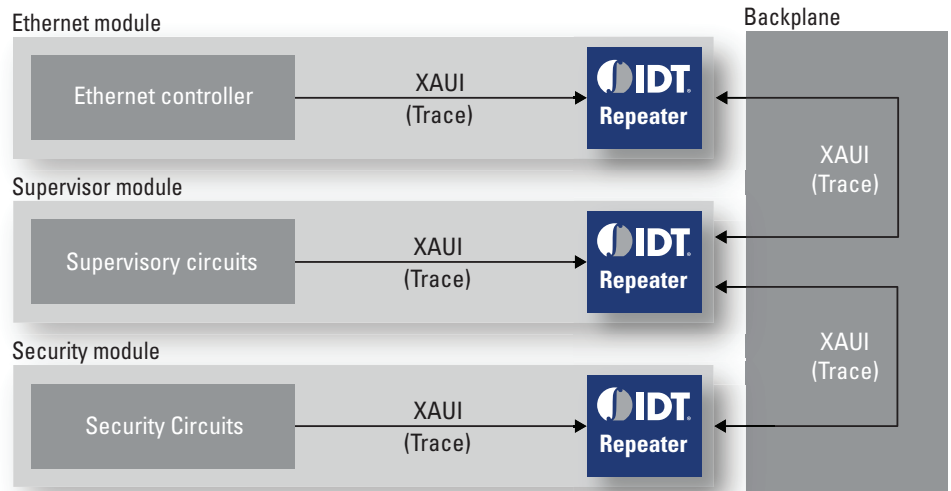 Ethernet module
Backplane
Ethernet controller
XAUI
(Trace)
IDT
Repeater
XAUI
(Trace)
Supervisor module
Supervisory circuits
XAUI
(Trace)
IDT
Repeater
XAUI
(Trace)
Security module
Security Circuits
XAUI
(Trace)
IDT
Repeater